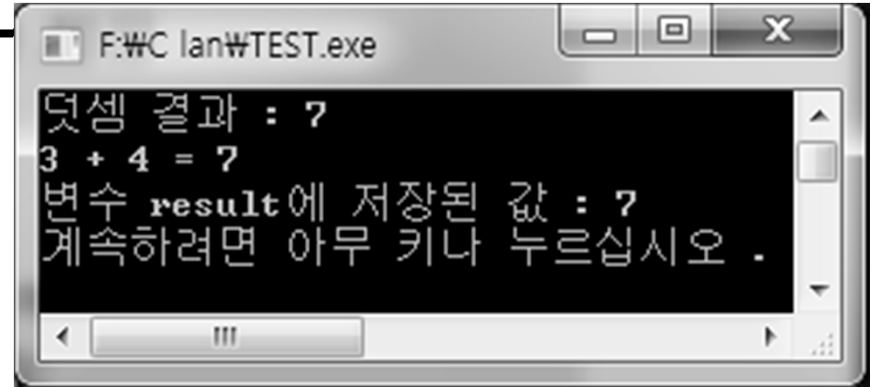 F:₩C lan₩TEST.exe
덧셈 결과 : 7
3 + 4 = 7
변수 result에 저장된 값 : 7
계속하려면 아무 키나 누르십시오 .